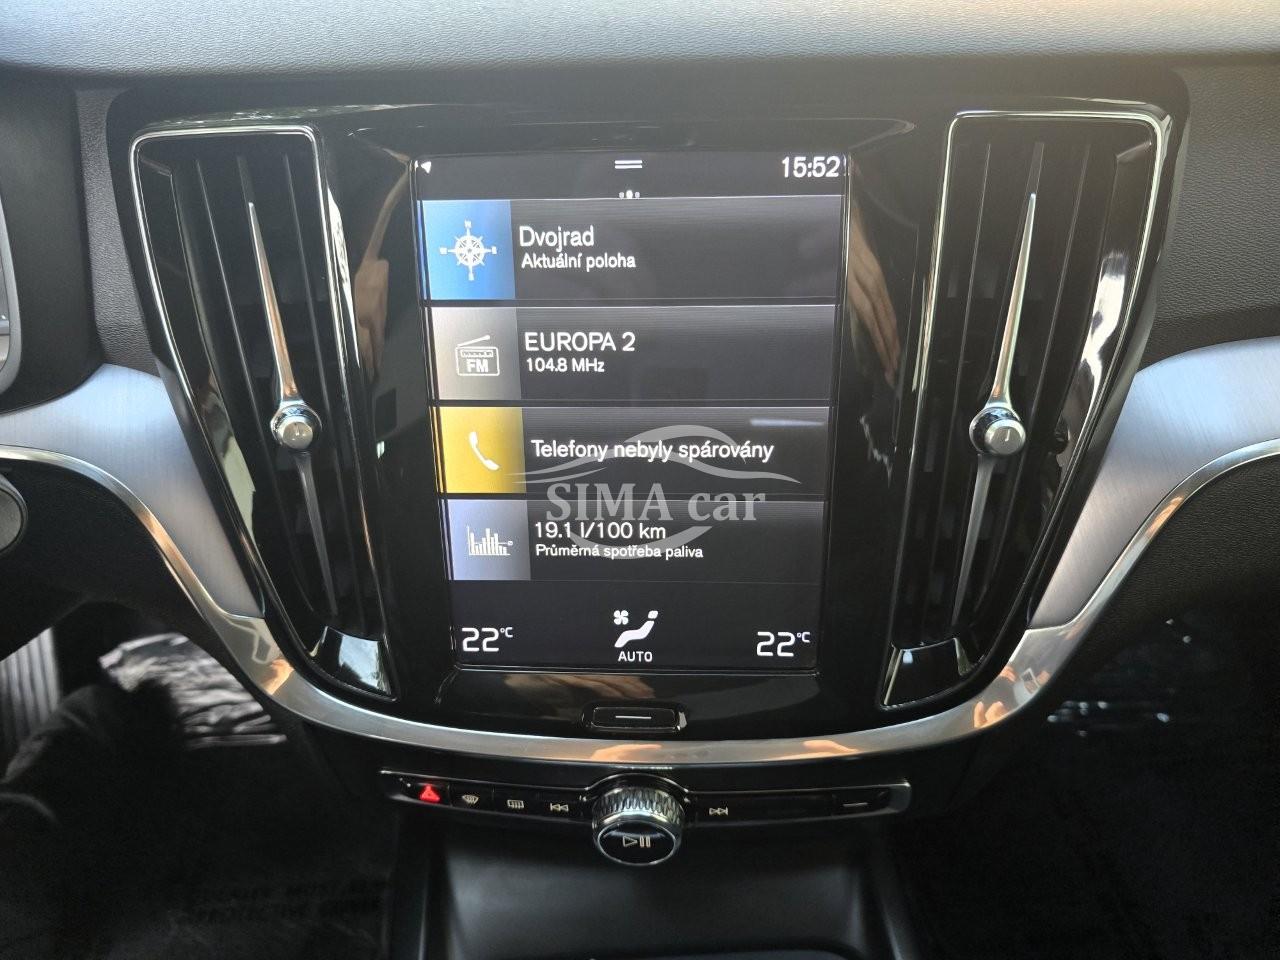 15:52
Dvojrad
Aktuální poloha
EUROPA 2
104.8 MHz
FM
Telefony nebyly spárovány
SIMA car
19.1 l/100 km
Průměrná spotřeba paliva
22°C
AUTO
22°C